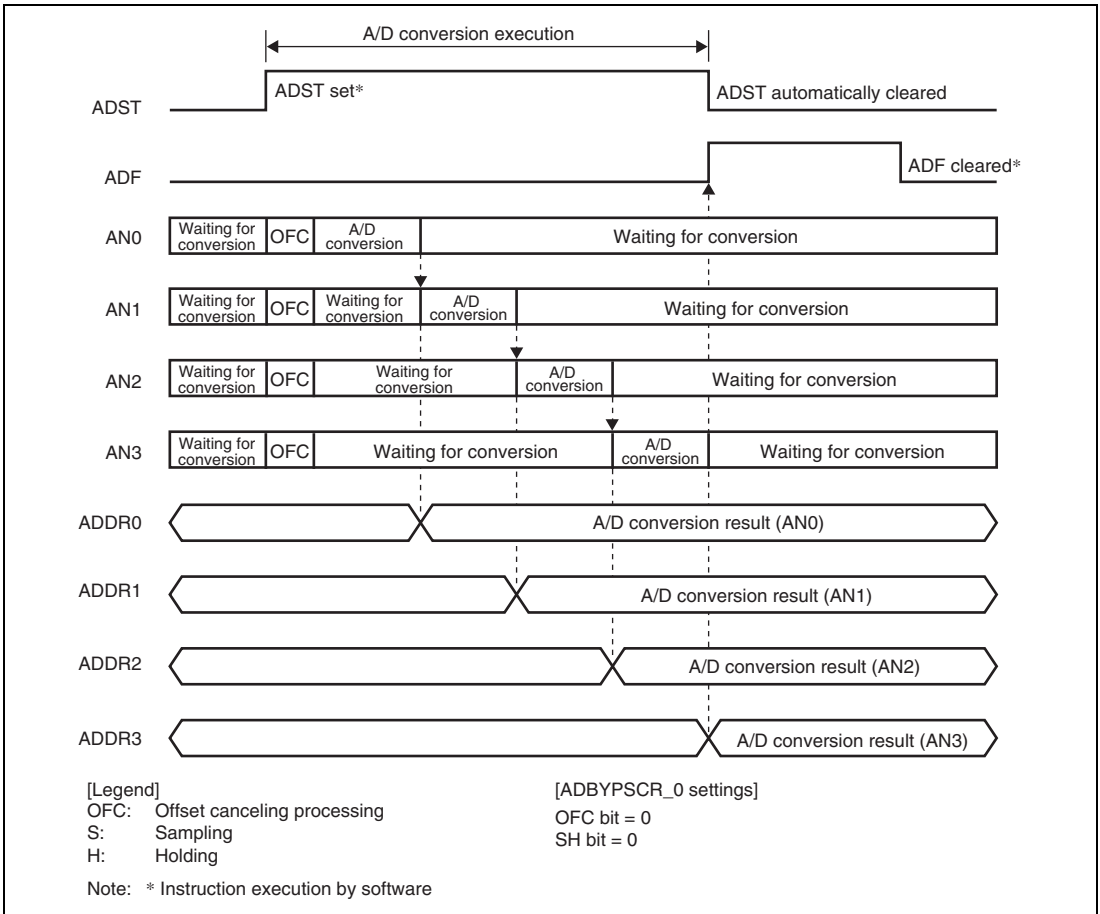 A/D conversion execution
ADST
ADST set*
ADST automatically cleared
ADF
ADF cleared*
AN0
Waiting for
conversion
OFC
A/D
conversion
Waiting for conversion
AN1
Waiting for
conversion
OFC
Waiting for
conversion
A/D
conversion
Waiting for conversion
AN2
Waiting for
conversion
OFC
Waiting for
conversion
A/D
conversion
Waiting for conversion
AN3
Waiting for
conversion
OFC
Waiting for conversion
A/D
conversion
Waiting for conversion
ADDR0
A/D conversion result (AN0)
ADDR1
A/D conversion result (AN1)
ADDR2
A/D conversion result (AN2)
ADDR3
A/D conversion result (AN3)
[Legend]
OFC: Offset canceling processing
S: Sampling
H: Holding
[ADBYPSCR_0 settings]
OFC bit = 0
SH bit = 0
Note: * Instruction execution by software